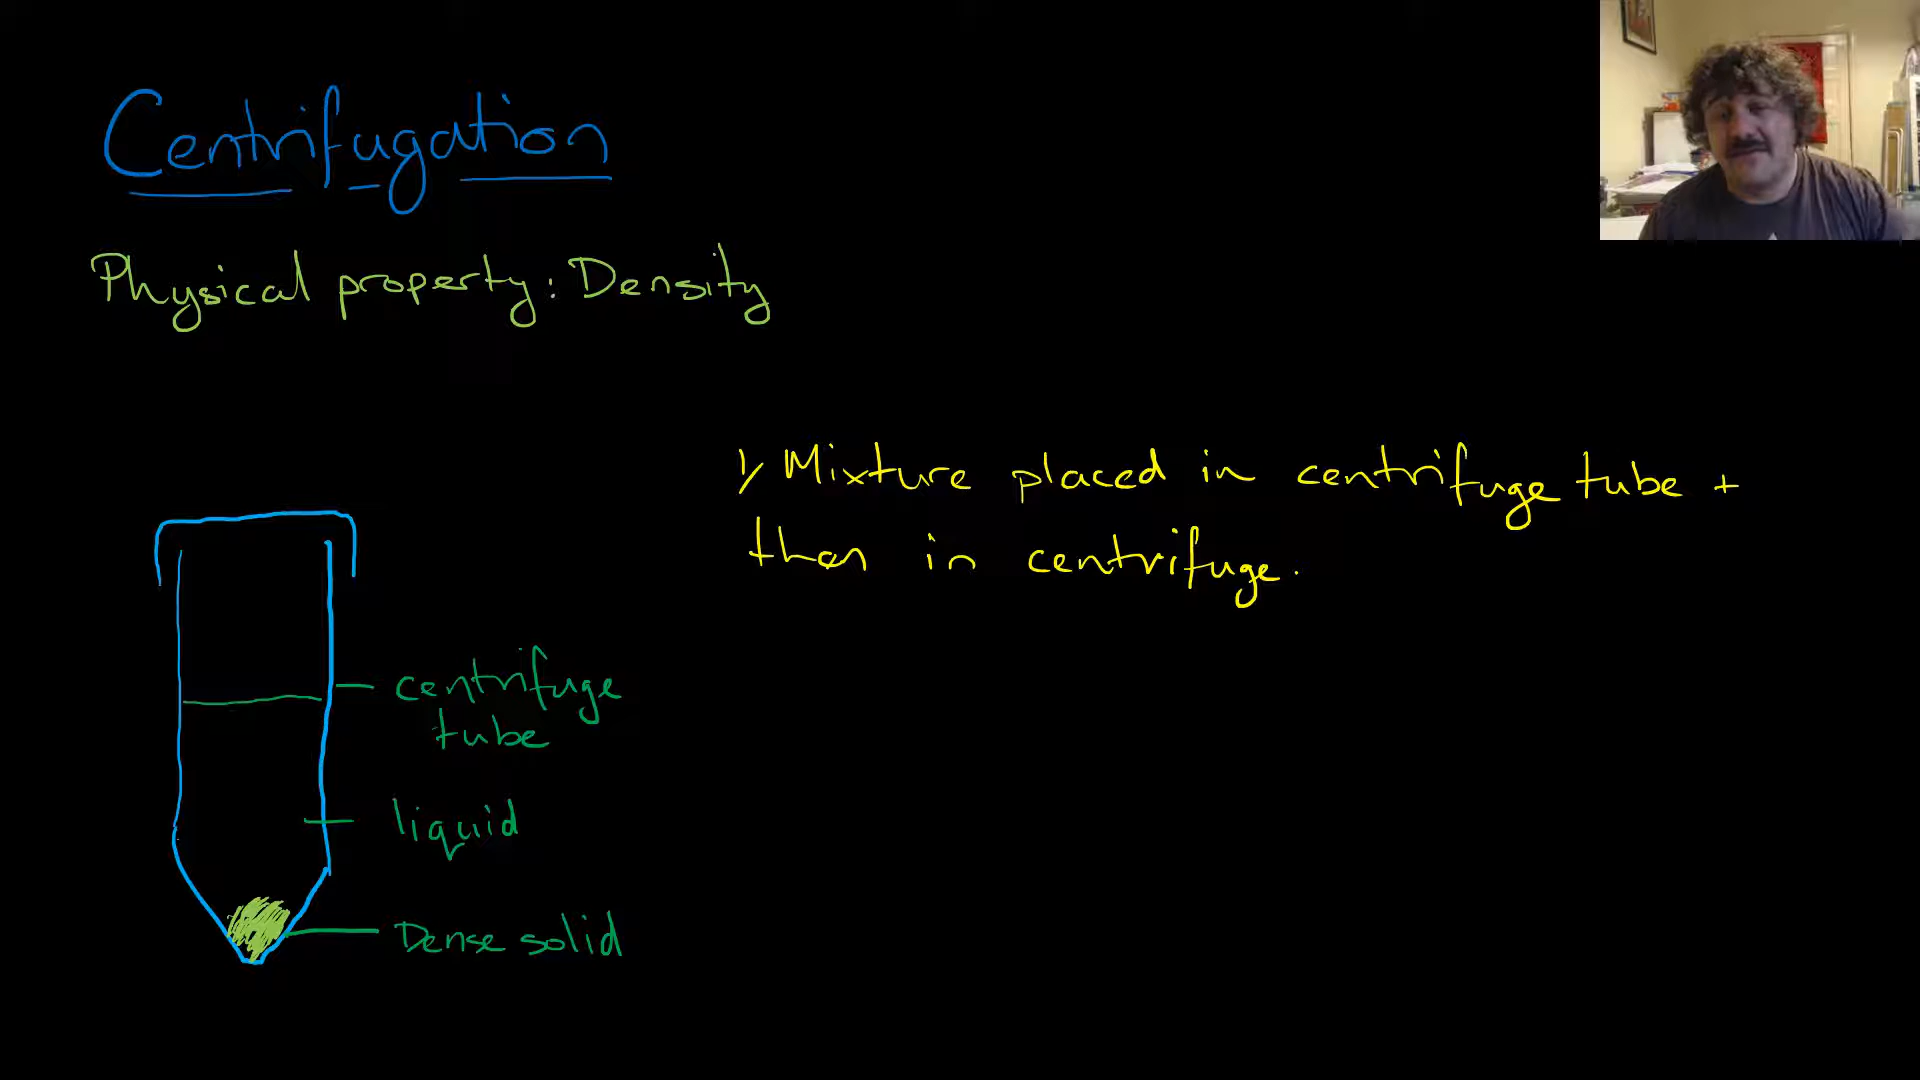 Centrifugation
Physical property: Density
1/ Mixture placed in centrifuge tube +
then in centrifuge.
centrifuge
tube
liquid
Dense solid